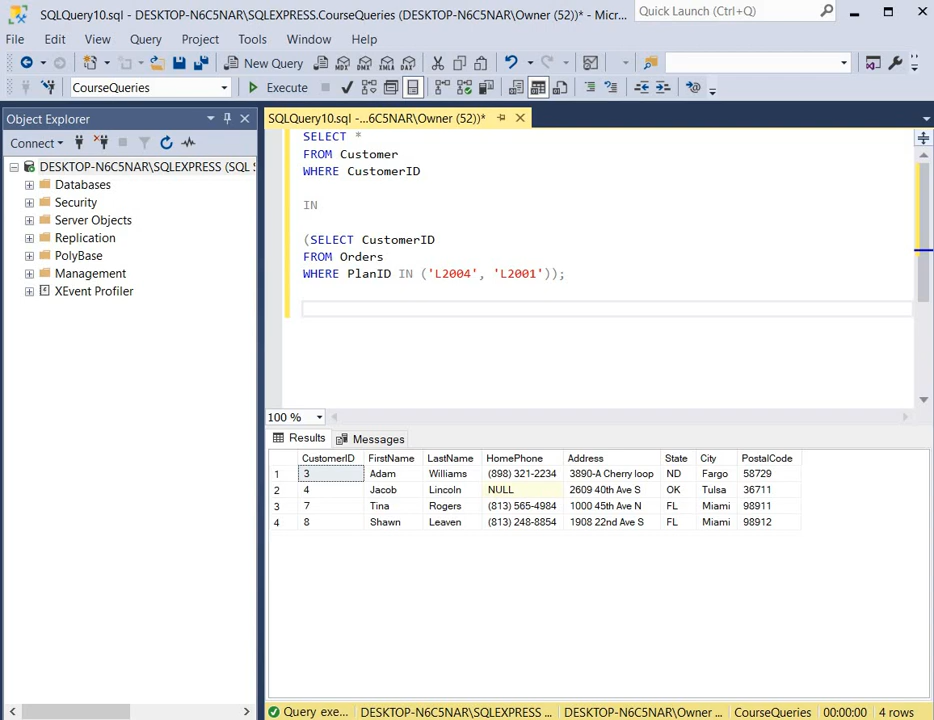 SQLQuery10.sql - DESKTOP-N6C5NAR\SQLEXPRESS.CourseQueries (DESKTOP-N6C5NAR\Owner (52))* - Micr...
Quick Launch (Ctrl+Q)
File Edit View Query Project Tools Window Help
New Query MDX DMX XMLA DAX
CourseQueries Execute
Object Explorer
SQLQuery10.sql -...6C5NAR\Owner (52))*
Connect
DESKTOP-N6C5NAR\SQLEXPRESS (SQL S
Databases
Security
Server Objects
Replication
PolyBase
Management
XEvent Profiler
SELECT *
FROM Customer
WHERE CustomerID
IN
(SELECT CustomerID
FROM Orders
WHERE PlanID IN ('L2004', 'L2001'));
100 %
Results Messages
CustomerID FirstName LastName HomePhone Address State City PostalCode
1 3 Adam Williams (898) 321-2234 3890-A Cherry loop ND Fargo 58729
2 4 Jacob Lincoln NULL 2609 40th Ave S OK Tulsa 36711
3 7 Tina Rogers (813) 565-4984 1000 45th Ave N FL Miami 98911
4 8 Shawn Leaven (813) 248-8854 1908 22nd Ave S FL Miami 98912
Query exe... DESKTOP-N6C5NAR\SQLEXPRESS ... DESKTOP-N6C5NAR\Owner ... CourseQueries 00:00:00 4 rows